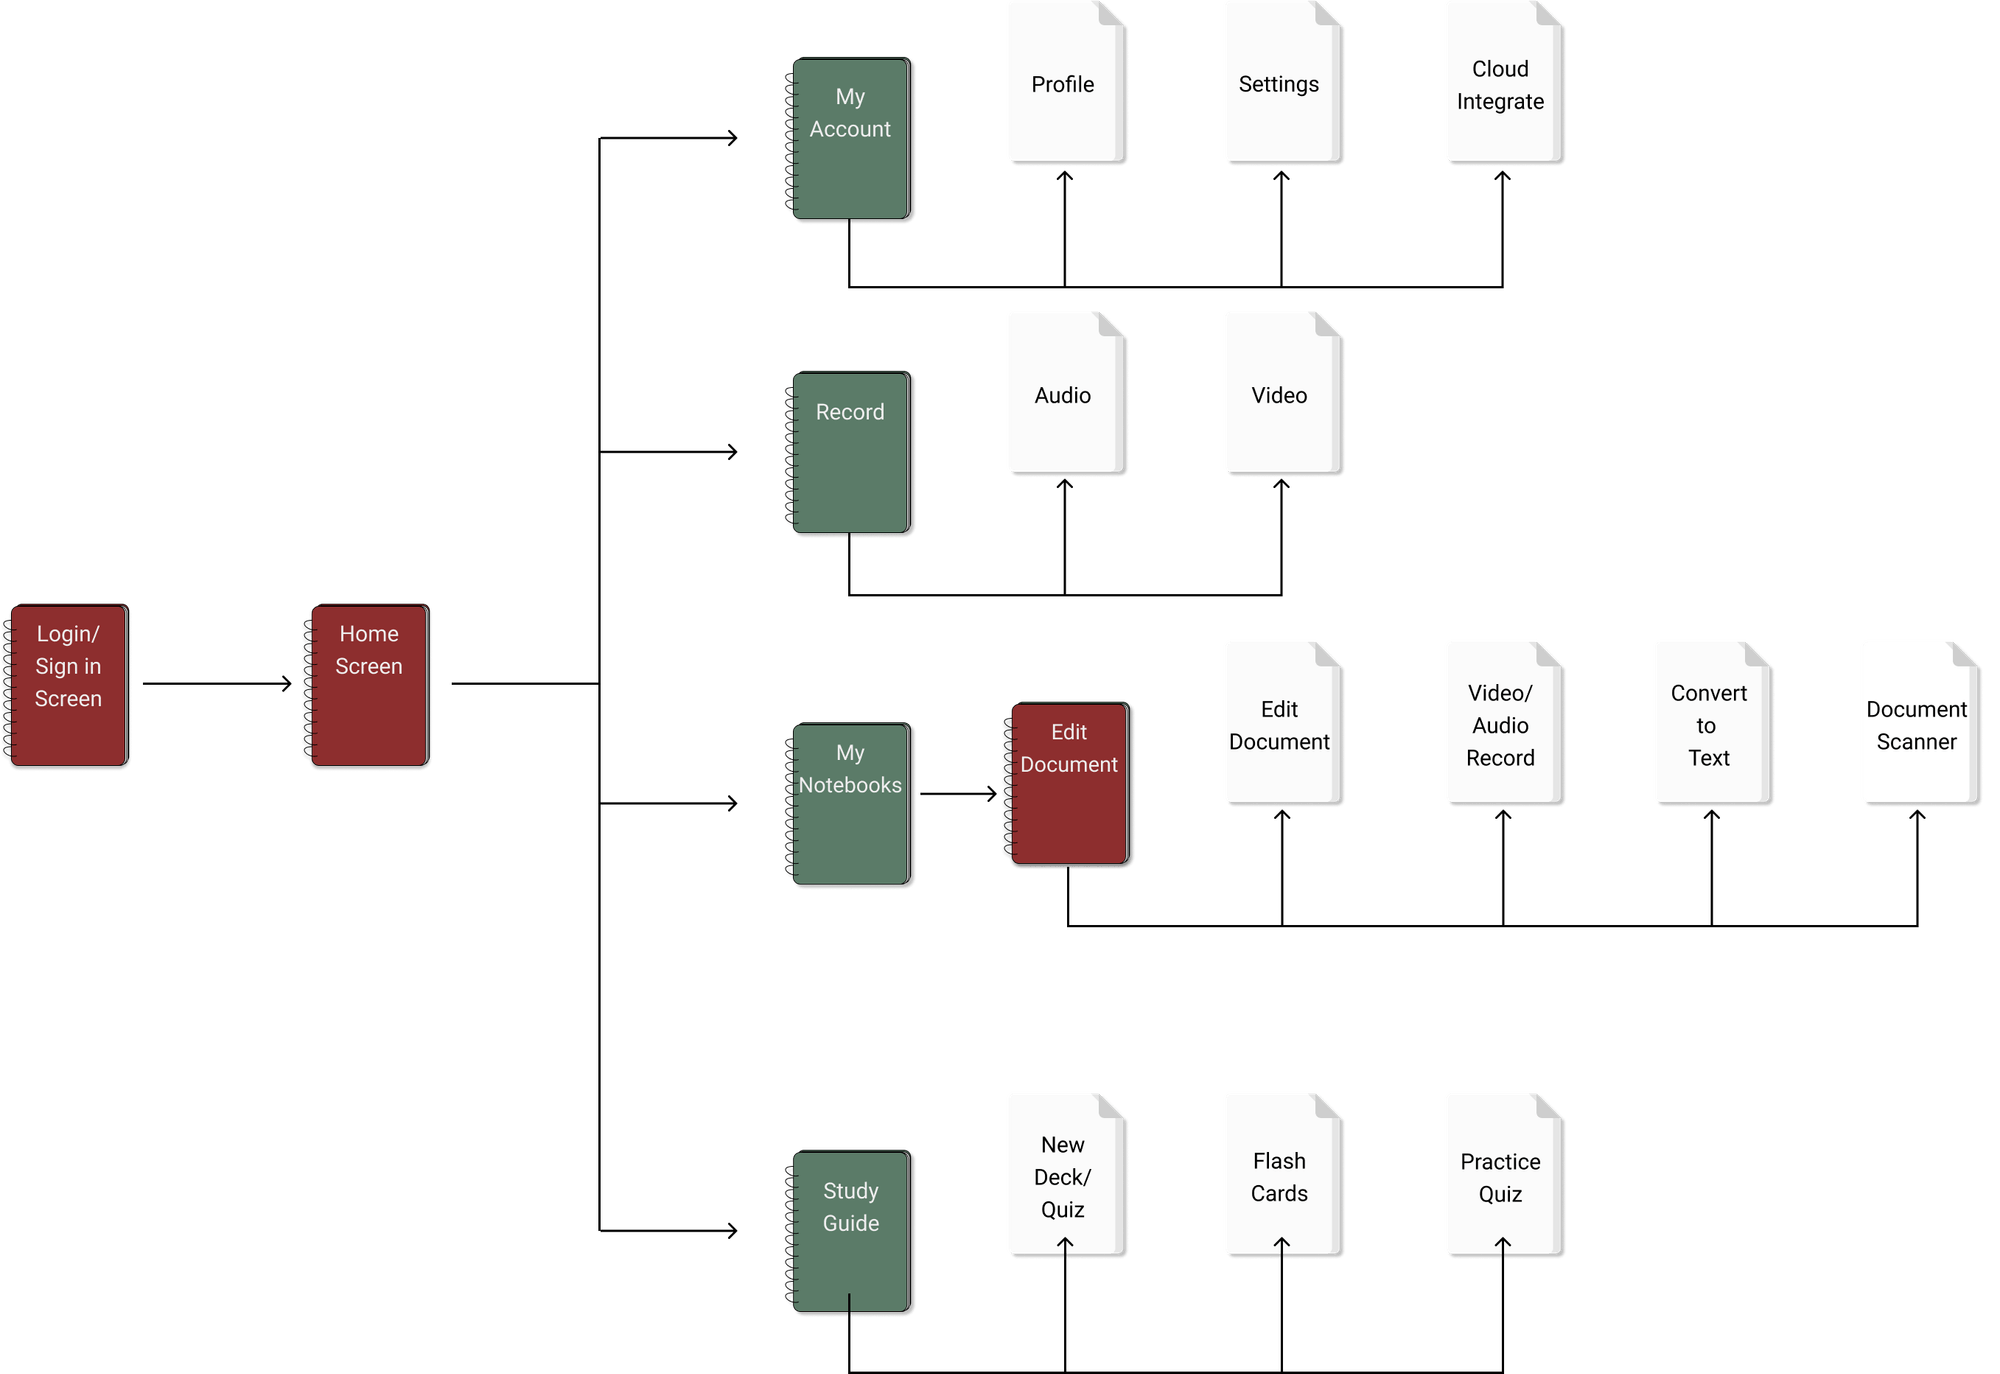 My
Account
Profile
Settings
Cloud
Integrate
Record
Audio
Video
Login/
Sign in
Screen
Home
Screen
My
Notebooks
Edit
Document
Edit
Document
Video/
Audio
Record
Convert
to
Text
Document
Scanner
Study
Guide
New
Deck/
Quiz
Flash
Cards
Practice
Quiz